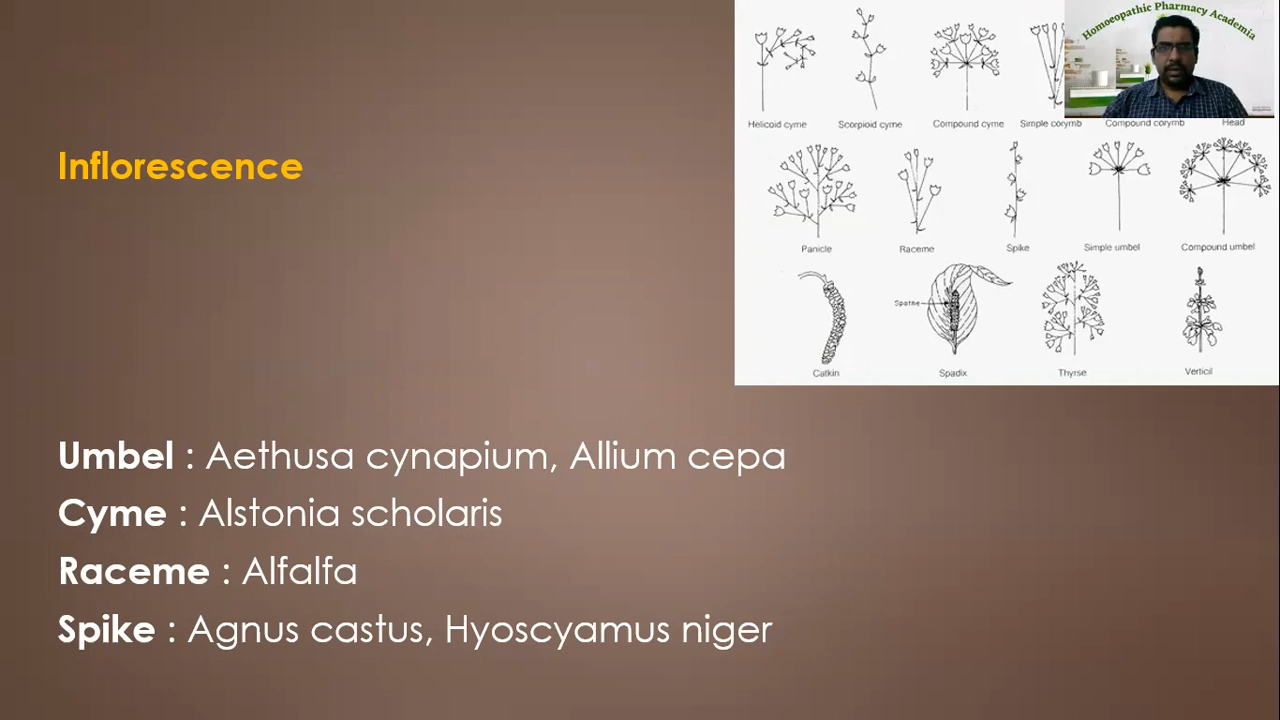 Homoeopathic Pharmacy Academia
Helicoid cyme Scorpioid cyme Compound cyme Simple corymb Compound corymb Head
Inflorescence
Panicle Raceme Spike Simple umbel Compound umbel
Spathe
Catkin Spadix Thyrse Verticil
Umbel : Aethusa cynapium, Allium cepa
Cyme : Alstonia scholaris
Raceme : Alfalfa
Spike : Agnus castus, Hyoscyamus niger